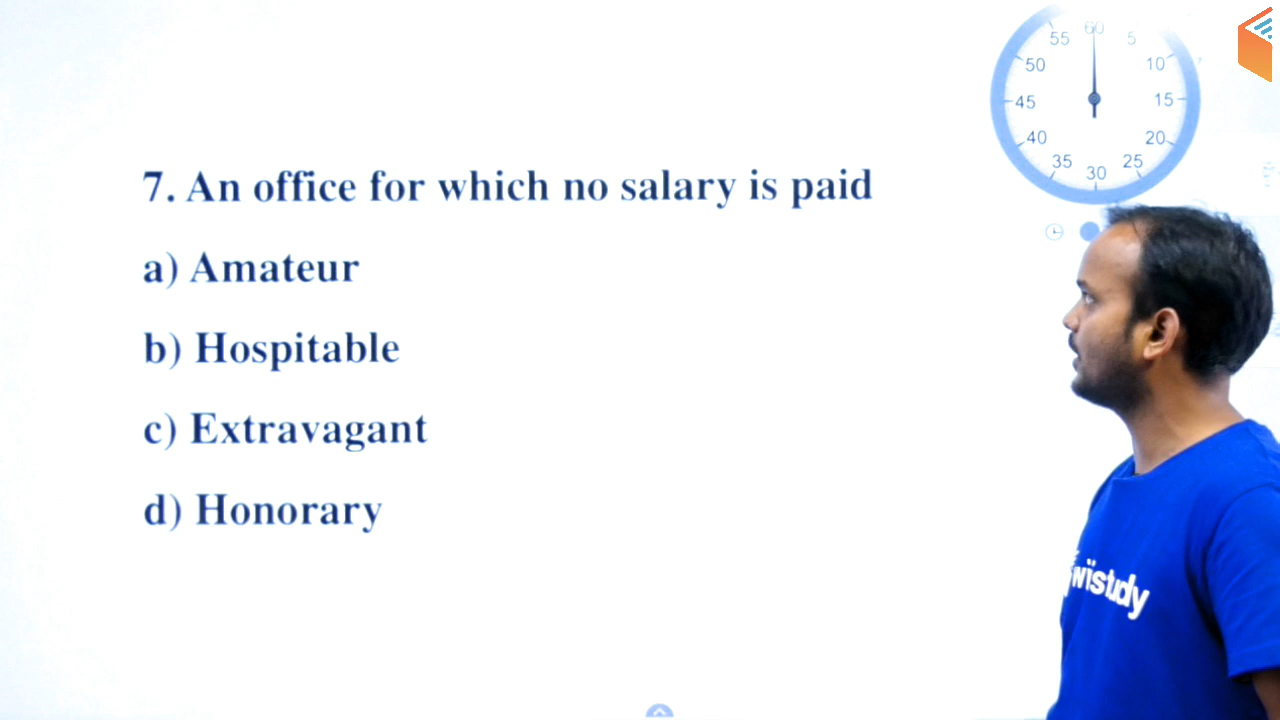 55 60 5
50 10
45 15
40 20
35 30 25
7. An office for which no salary is paid
a) Amateur
b) Hospitable
c) Extravagant
d) Honorary
wïstudy